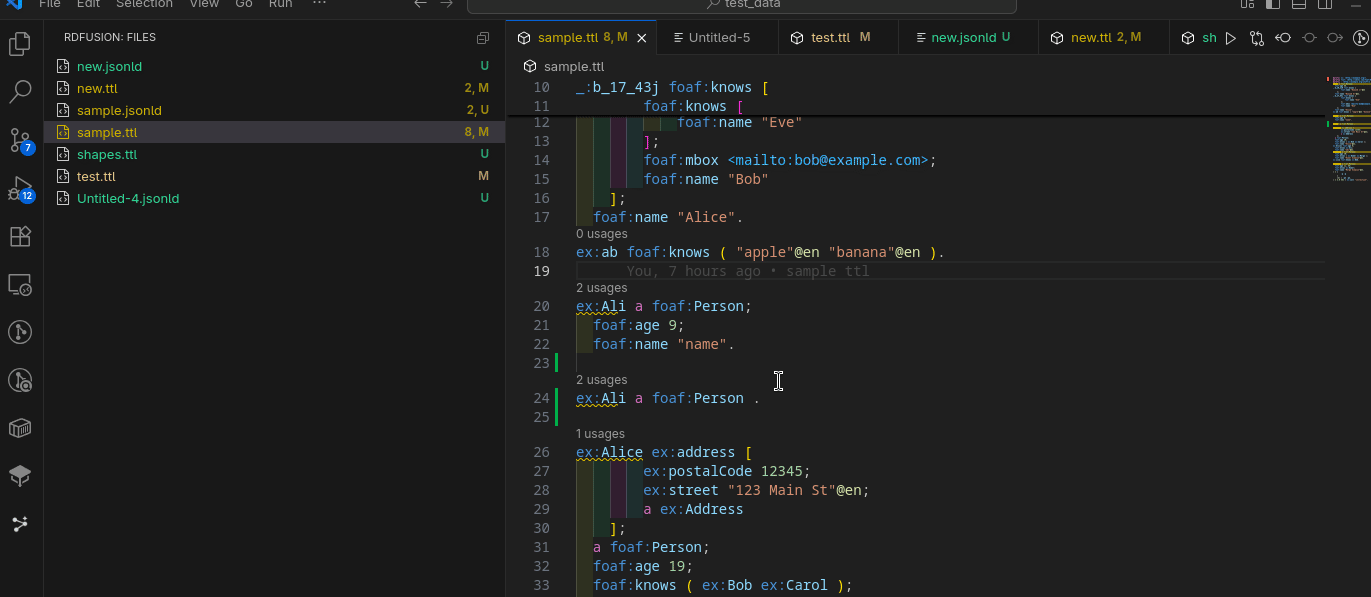 File Edit Selection View Go Run ··· ← → test_data
RDFUSION: FILES
new.jsonld U
new.ttl 2, M
sample.jsonld 2, U
sample.ttl 8, M
shapes.ttl U
test.ttl M
Untitled-4.jsonld U
7
12
sample.ttl 8, M Untitled-5 test.ttl M new.jsonld U new.ttl 2, M sh
sample.ttl
10 _:b_17_43j foaf:knows [
11 foaf:knows [
12 foaf:name "Eve"
13 ];
14 foaf:mbox <mailto:bob@example.com>;
15 foaf:name "Bob"
16 ];
17 foaf:name "Alice".
0 usages
18 ex:ab foaf:knows ( "apple"@en "banana"@en ).
19 You, 7 hours ago • sample ttl
2 usages
20 ex:Ali a foaf:Person;
21 foaf:age 9;
22 foaf:name "name".
23
2 usages
24 ex:Ali a foaf:Person .
25
1 usages
26 ex:Alice ex:address [
27 ex:postalCode 12345;
28 ex:street "123 Main St"@en;
29 a ex:Address
30 ];
31 a foaf:Person;
32 foaf:age 19;
33 foaf:knows ( ex:Bob ex:Carol );